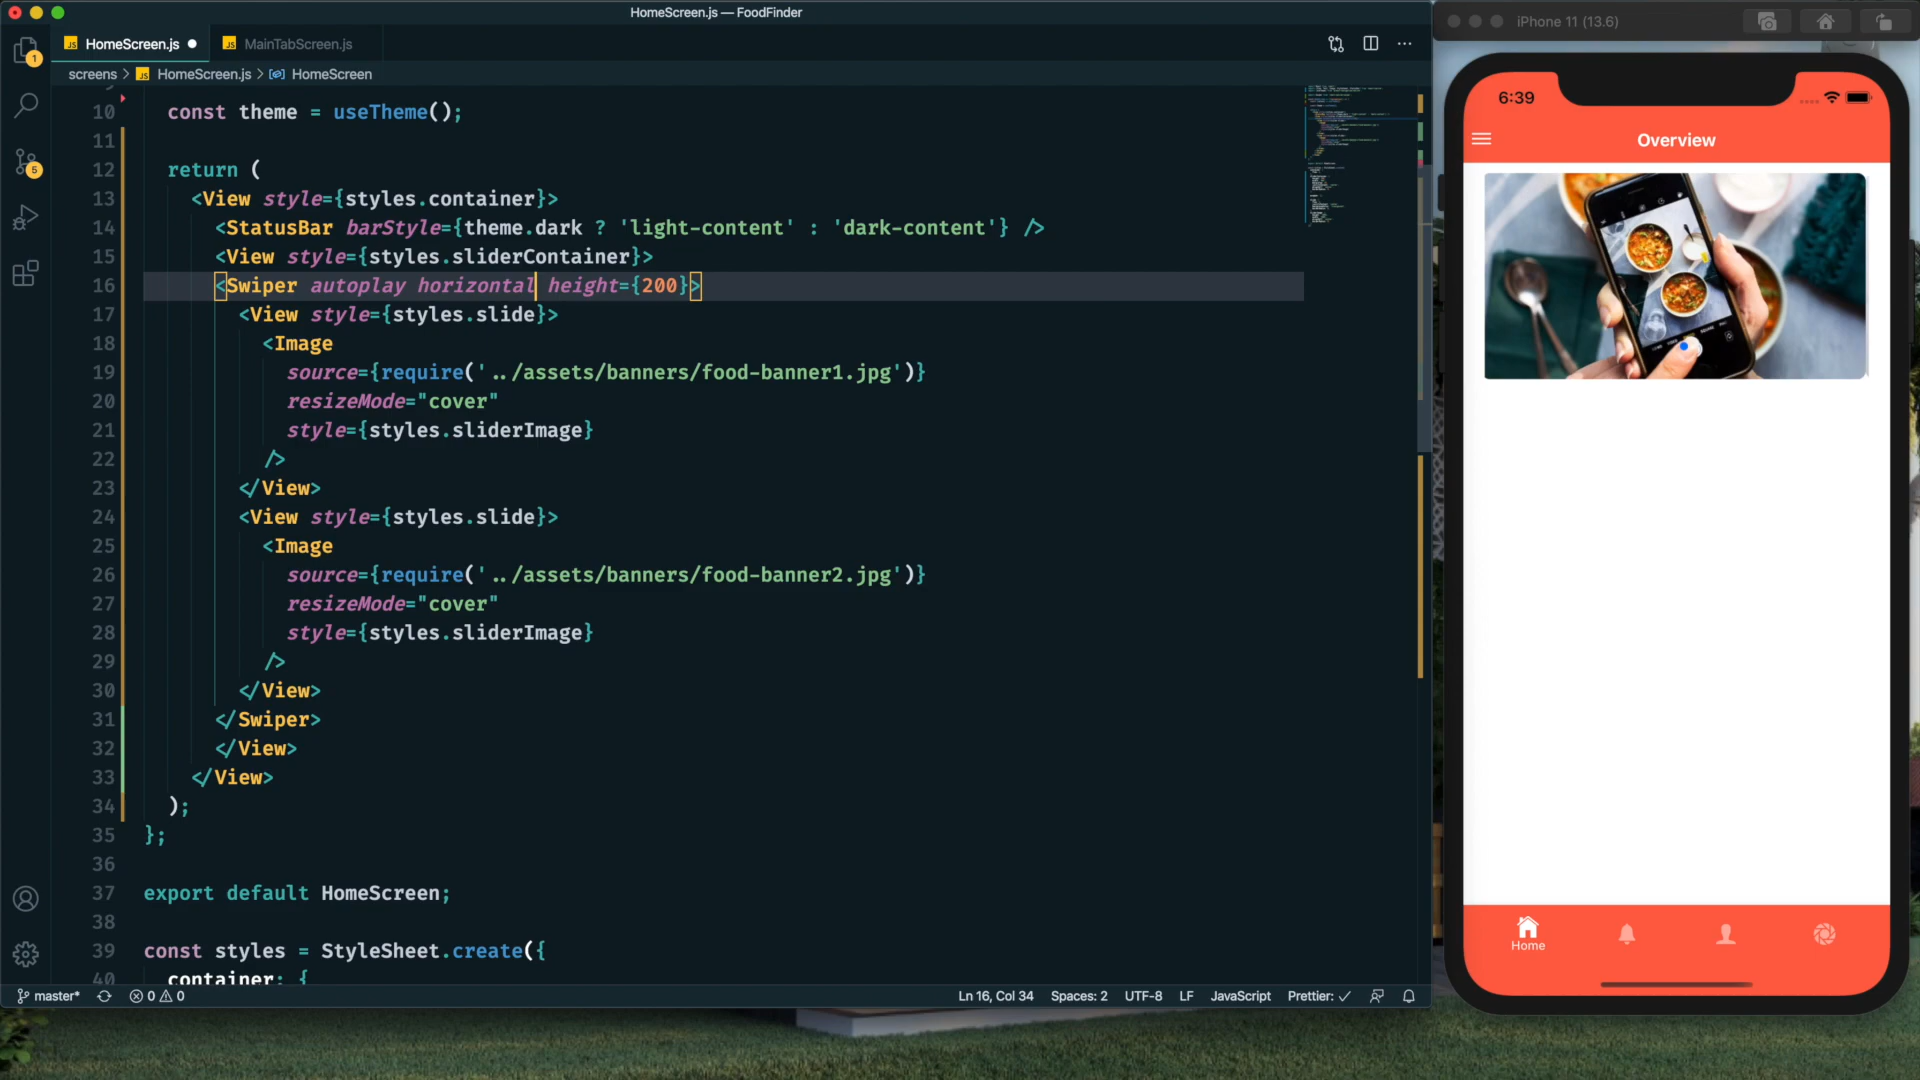 HomeScreen.js — FoodFinder
iPhone 11 (13.6)
JS HomeScreen.js
JS MainTabScreen.js
screens > JS HomeScreen.js > HomeScreen
1
5
10 const theme = useTheme();
11
12 return (
13 <View style={styles.container}>
14 <StatusBar barStyle={theme.dark ? 'light-content' : 'dark-content'} />
15 <View style={styles.sliderContainer}>
16 <Swiper autoplay horizontal height={200}>
17 <View style={styles.slide}>
18 <Image
19 source={require('../assets/banners/food-banner1.jpg')}
20 resizeMode="cover"
21 style={styles.sliderImage}
22 />
23 </View>
24 <View style={styles.slide}>
25 <Image
26 source={require('../assets/banners/food-banner2.jpg')}
27 resizeMode="cover"
28 style={styles.sliderImage}
29 />
30 </View>
31 </Swiper>
32 </View>
33 </View>
34 );
35 };
36
37 export default HomeScreen;
38
39 const styles = StyleSheet.create({
40 container: {
master* 0 0
Ln 16, Col 34 Spaces: 2 UTF-8 LF JavaScript Prettier: ✓
6:39
Overview
Home